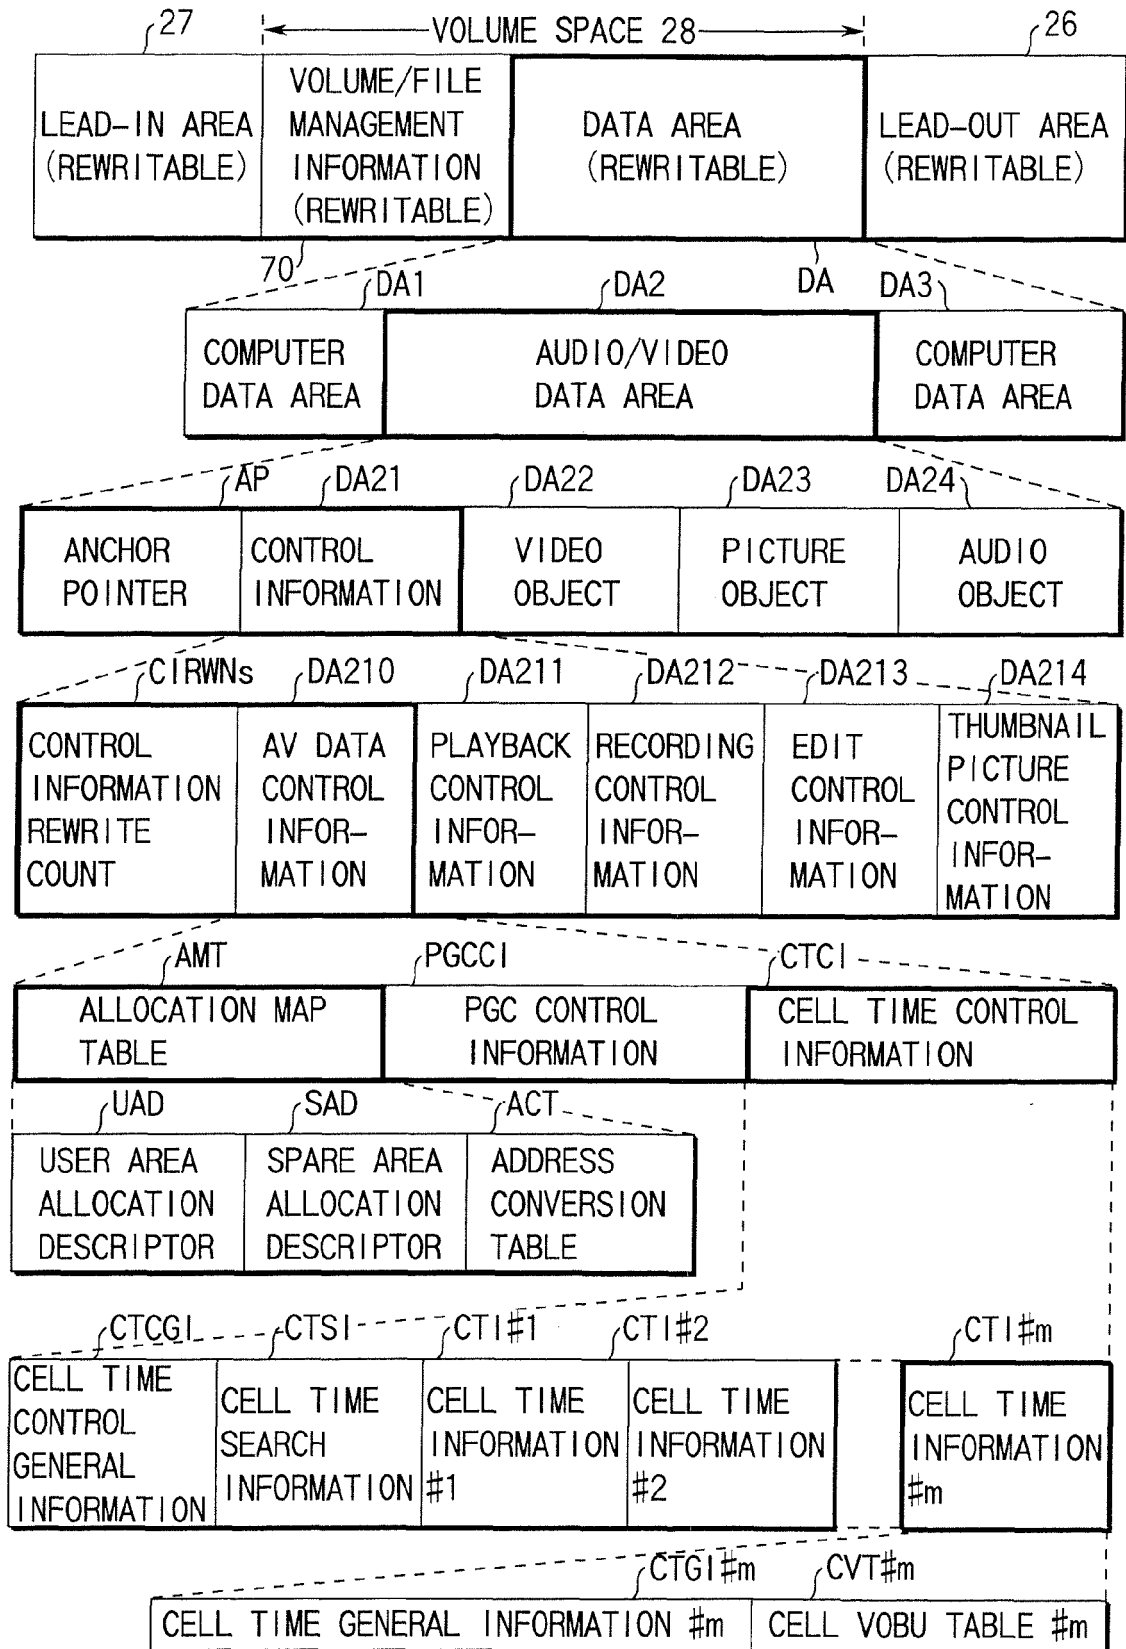 27
VOLUME SPACE 28
26
LEAD-IN AREA
(REWRITABLE)
VOLUME/FILE
MANAGEMENT
INFORMATION
(REWRITABLE)
DATA AREA
(REWRITABLE)
LEAD-OUT AREA
(REWRITABLE)
70
DA
DA1
DA2
DA3
COMPUTER
DATA AREA
AUDIO/VIDEO
DATA AREA
COMPUTER
DATA AREA
AP
DA21
DA22
DA23
DA24
ANCHOR
POINTER
CONTROL
INFORMATION
VIDEO
OBJECT
PICTURE
OBJECT
AUDIO
OBJECT
CIRWNs
DA210
DA211
DA212
DA213
DA214
CONTROL
INFORMATION
REWRITE
COUNT
AV DATA
CONTROL
INFOR-
MATION
PLAYBACK
CONTROL
INFOR-
MATION
RECORDING
CONTROL
INFOR-
MATION
EDIT
CONTROL
INFOR-
MATION
THUMBNAIL
PICTURE
CONTROL
INFOR-
MATION
AMT
PGCCI
CTCI
ALLOCATION MAP
TABLE
PGC CONTROL
INFORMATION
CELL TIME CONTROL
INFORMATION
UAD
SAD
ACT
USER AREA
ALLOCATION
DESCRIPTOR
SPARE AREA
ALLOCATION
DESCRIPTOR
ADDRESS
CONVERSION
TABLE
CTCGI
CTSI
CTI#1
CTI#2
CTI#m
CELL TIME
CONTROL
GENERAL
INFORMATION
CELL TIME
SEARCH
INFORMATION
CELL TIME
INFORMATION
#1
CELL TIME
INFORMATION
#2
CELL TIME
INFORMATION
#m
CTGI#m
CVT#m
CELL TIME GENERAL INFORMATION #m
CELL VOBU TABLE #m